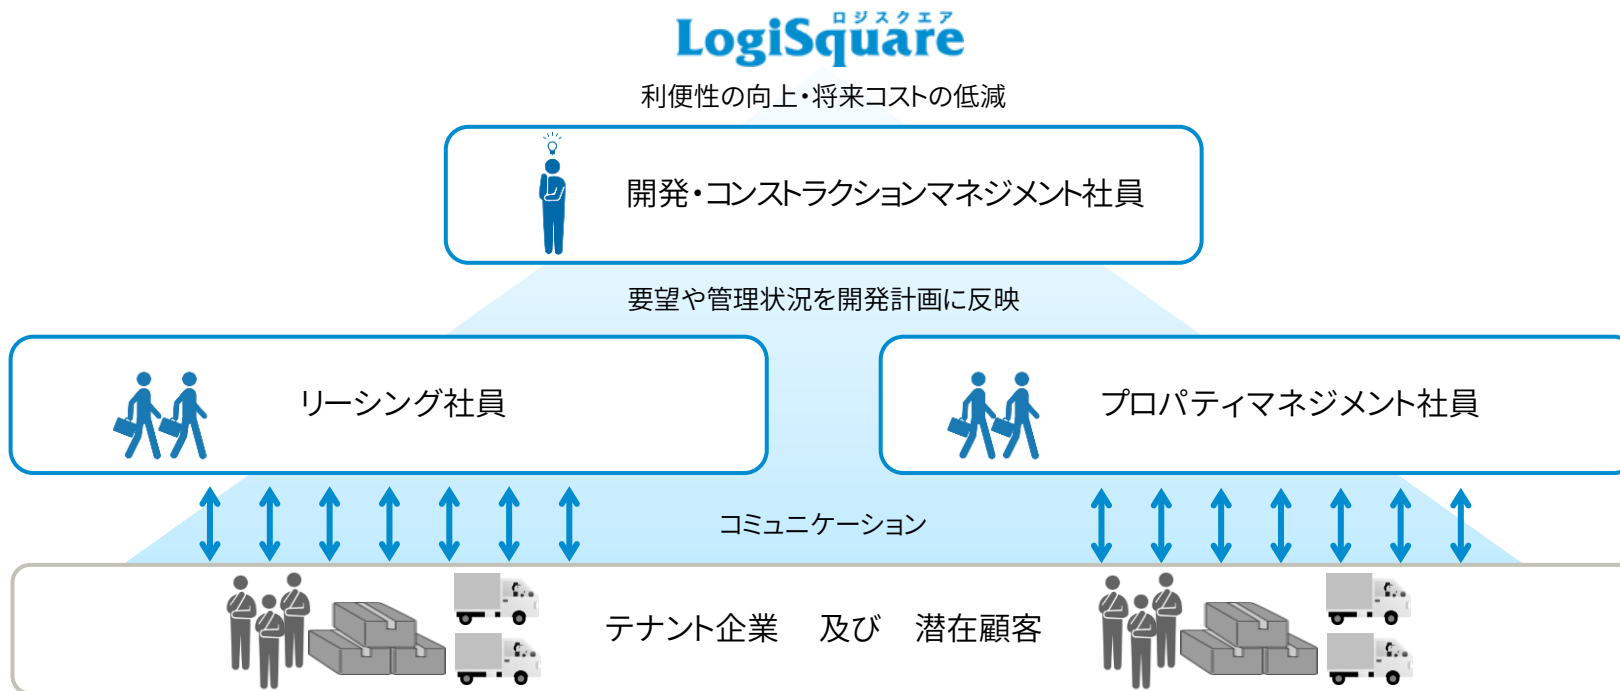 ロジスクエア
LogiSquare
利便性の向上・将来コストの低減
開発・コンストラクションマネジメント社員
要望や管理状況を開発計画に反映
リーシング社員
プロパティマネジメント社員
コミュニケーション
テナント企業　及び　潜在顧客